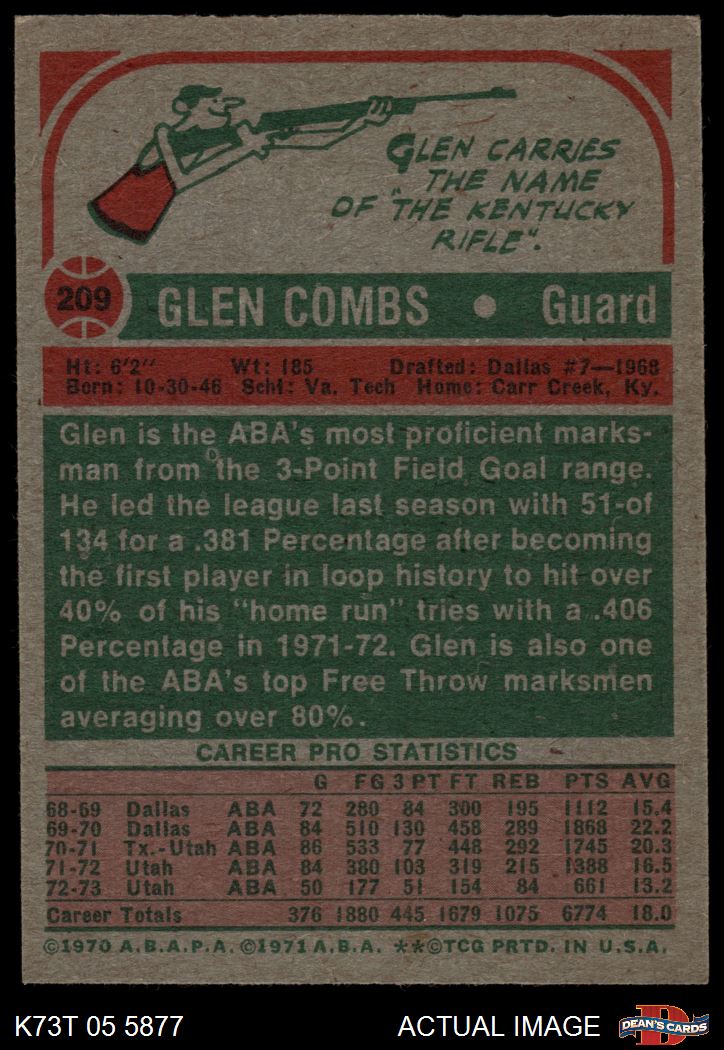 GLEN CARRIES
THE NAME
OF "THE KENTUCKY
RIFLE".
209 GLEN COMBS • Guard
Ht: 6'2" Wt: 185 Drafted: Dallas #7—1968
Born: 10-30-46 Schl: Va. Tech Home: Carr Creek, Ky.
Glen is the ABA's most proficient marks-
man from the 3-Point Field Goal range.
He led the league last season with 51-of
134 for a .381 Percentage after becoming
the first player in loop history to hit over
40% of his "home run" tries with a .406
Percentage in 1971-72. Glen is also one
of the ABA's top Free Throw marksmen
averaging over 80%.
CAREER PRO STATISTICS
G FG 3 PT FT REB PTS AVG
68-69 Dallas ABA 72 280 84 300 195 1112 15.4
69-70 Dallas ABA 84 510 130 458 289 1868 22.2
70-71 Tx.-Utah ABA 86 533 77 448 292 1745 20.3
71-72 Utah ABA 84 380 103 319 215 1388 16.5
72-73 Utah ABA 50 177 51 154 84 661 13.2
Career Totals 376 1880 445 1679 1075 6774 18.0
©1970 A.B.A.P.A. ©1971 A.B.A. **©TCG PRTD. IN U.S.A.
K73T 05 5877 ACTUAL IMAGE D DEAN'S CARDS